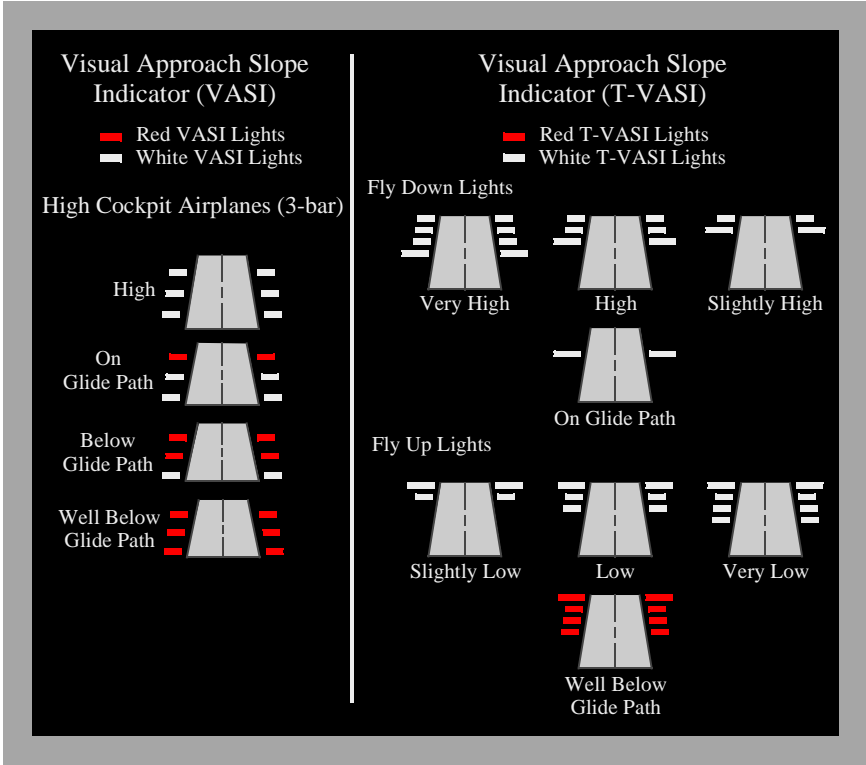 Visual Approach Slope
Indicator (VASI)
Red VASI Lights
White VASI Lights
High Cockpit Airplanes (3-bar)
High
On
Glide Path
Below
Glide Path
Well Below
Glide Path
Visual Approach Slope
Indicator (T-VASI)
Red T-VASI Lights
White T-VASI Lights
Fly Down Lights
Very High
High
Slightly High
On Glide Path
Fly Up Lights
Slightly Low
Low
Very Low
Well Below
Glide Path